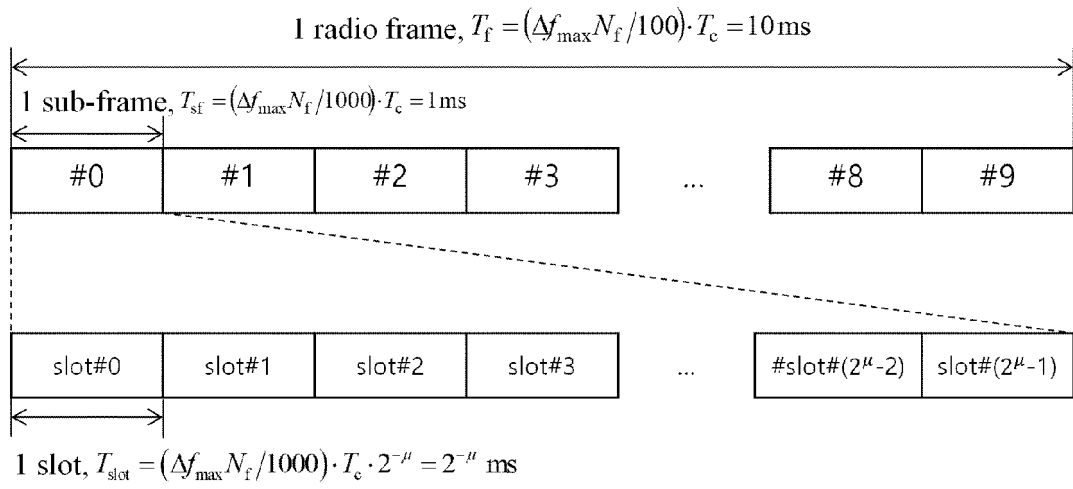 1 radio frame, T_f = (Δf_max N_f /100) · T_c = 10 ms
1 sub-frame, T_sf = (Δf_max N_f /1000) · T_c = 1 ms
#0 #1 #2 #3 ... #8 #9
slot#0 slot#1 slot#2 slot#3 ... #slot#(2^μ-2) slot#(2^μ-1)
1 slot, T_slot = (Δf_max N_f /1000) · T_c · 2^-μ = 2^-μ ms